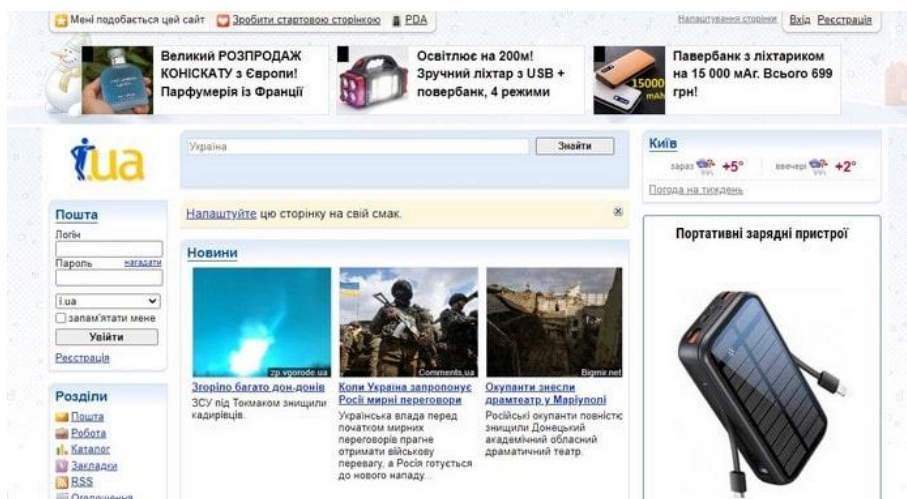 Мені подобається цей сайт Зробити стартовою сторінкою PDA
Налаштування сторінки Вхід Реєстрація
Великий РОЗПРОДАЖ
КОНІСКАТУ з Європи!
Парфумерія із Франції
Освітлює на 200м!
Зручний ліхтар з USB +
повербанк, 4 режими
15000
mAh
Павербанк з ліхтариком
на 15 000 мАг. Всього 699
грн!
i.ua
Україна
Знайти
Київ
зараз +5° ввечері +2°
Погода на тиждень
Налаштуйте цю сторінку на свій смак.
Пошта
Логін
Пароль нагадати
i.ua
запам'ятати мене
Увійти
Реєстрація
Розділи
Пошта
Робота
Каталог
Закладки
RSS
Оголошення
Новини
zp.vgorode.ua
Згоріло багато дон-донів
ЗСУ під Токмаком знищили
кадирівців.
Comments.ua
Коли Україна запропонує
Росії мирні переговори
Українська влада перед
початком мирних
переговорів прагне
отримати військову
перевагу, а Росія готується
до нового нападу...
Bigmir.net
Окупанти знесли
драмтеатр у Маріуполі
Російські окупанти повністю
знищили Донецький
академічний обласний
драматичний театр.
Портативні зарядні пристрої